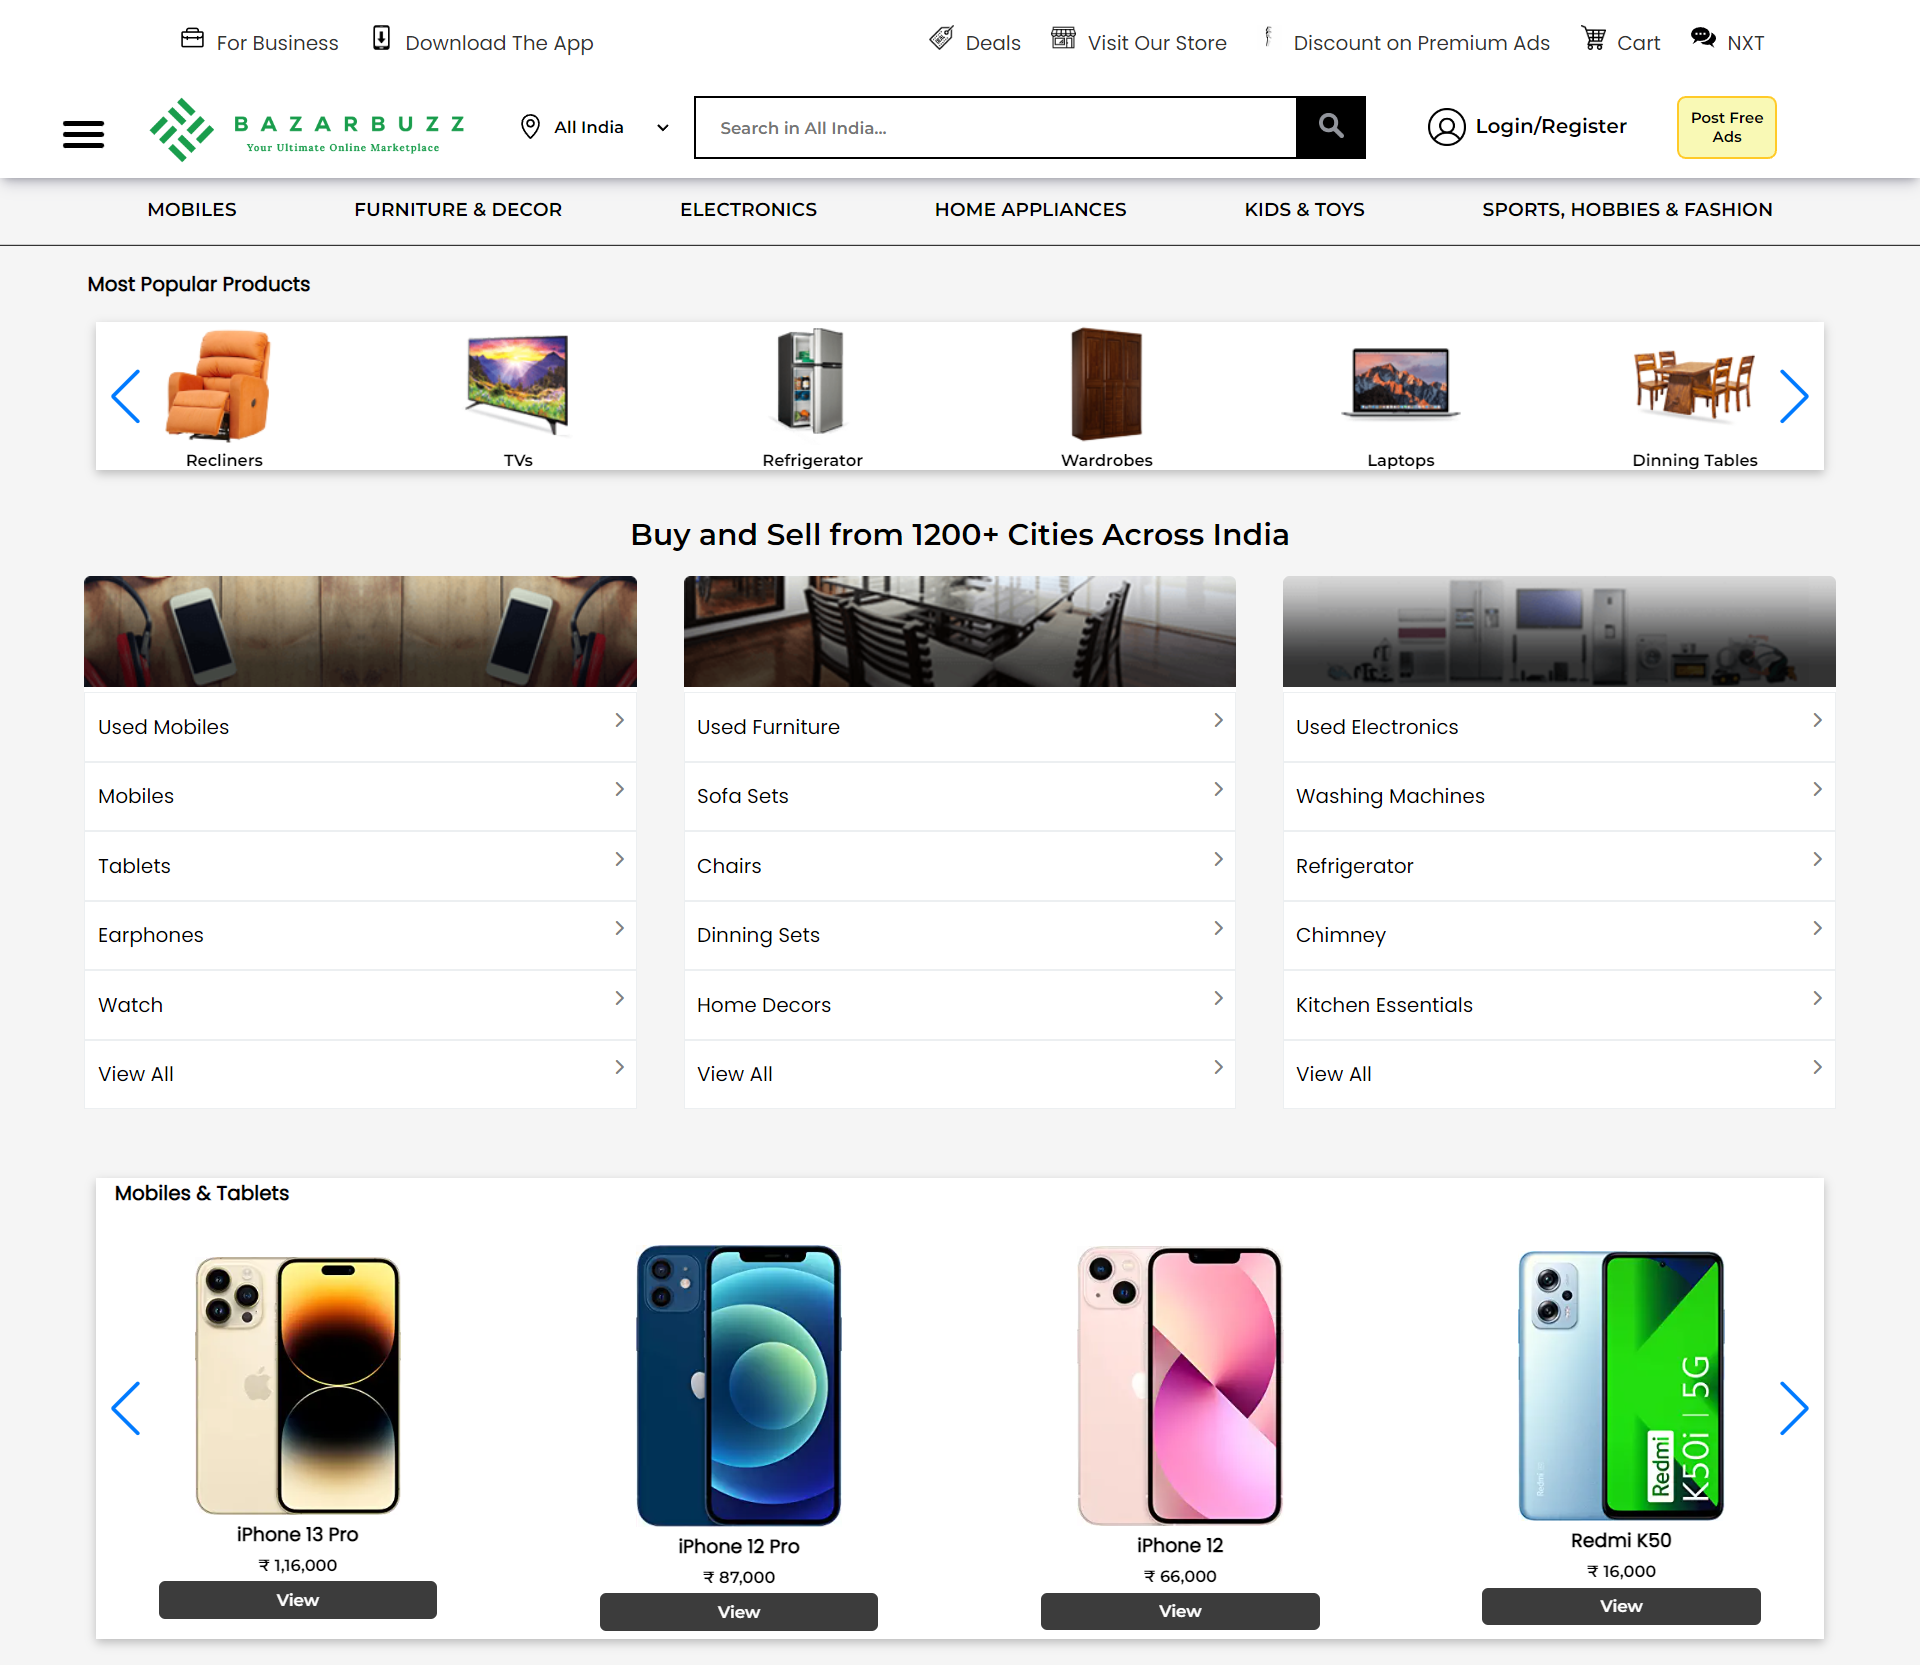 For Business
Download The App
Deals
Visit Our Store
Discount on Premium Ads
Cart
NXT
BAZARBUZZ
Your Ultimate Online Marketplace
All India
Search in All India...
Login/Register
Post Free
Ads
MOBILES
FURNITURE & DECOR
ELECTRONICS
HOME APPLIANCES
KIDS & TOYS
SPORTS, HOBBIES & FASHION
Most Popular Products
Recliners
TVs
Refrigerator
Wardrobes
Laptops
Dinning Tables
Buy and Sell from 1200+ Cities Across India
Used Mobiles
Mobiles
Tablets
Earphones
Watch
View All
Used Furniture
Sofa Sets
Chairs
Dinning Sets
Home Decors
View All
Used Electronics
Washing Machines
Refrigerator
Chimney
Kitchen Essentials
View All
Mobiles & Tablets
iPhone 13 Pro
₹ 1,16,000
View
iPhone 12 Pro
₹ 87,000
View
iPhone 12
₹ 66,000
View
Redmi
K50i | 5G
Redmi K50
₹ 16,000
View